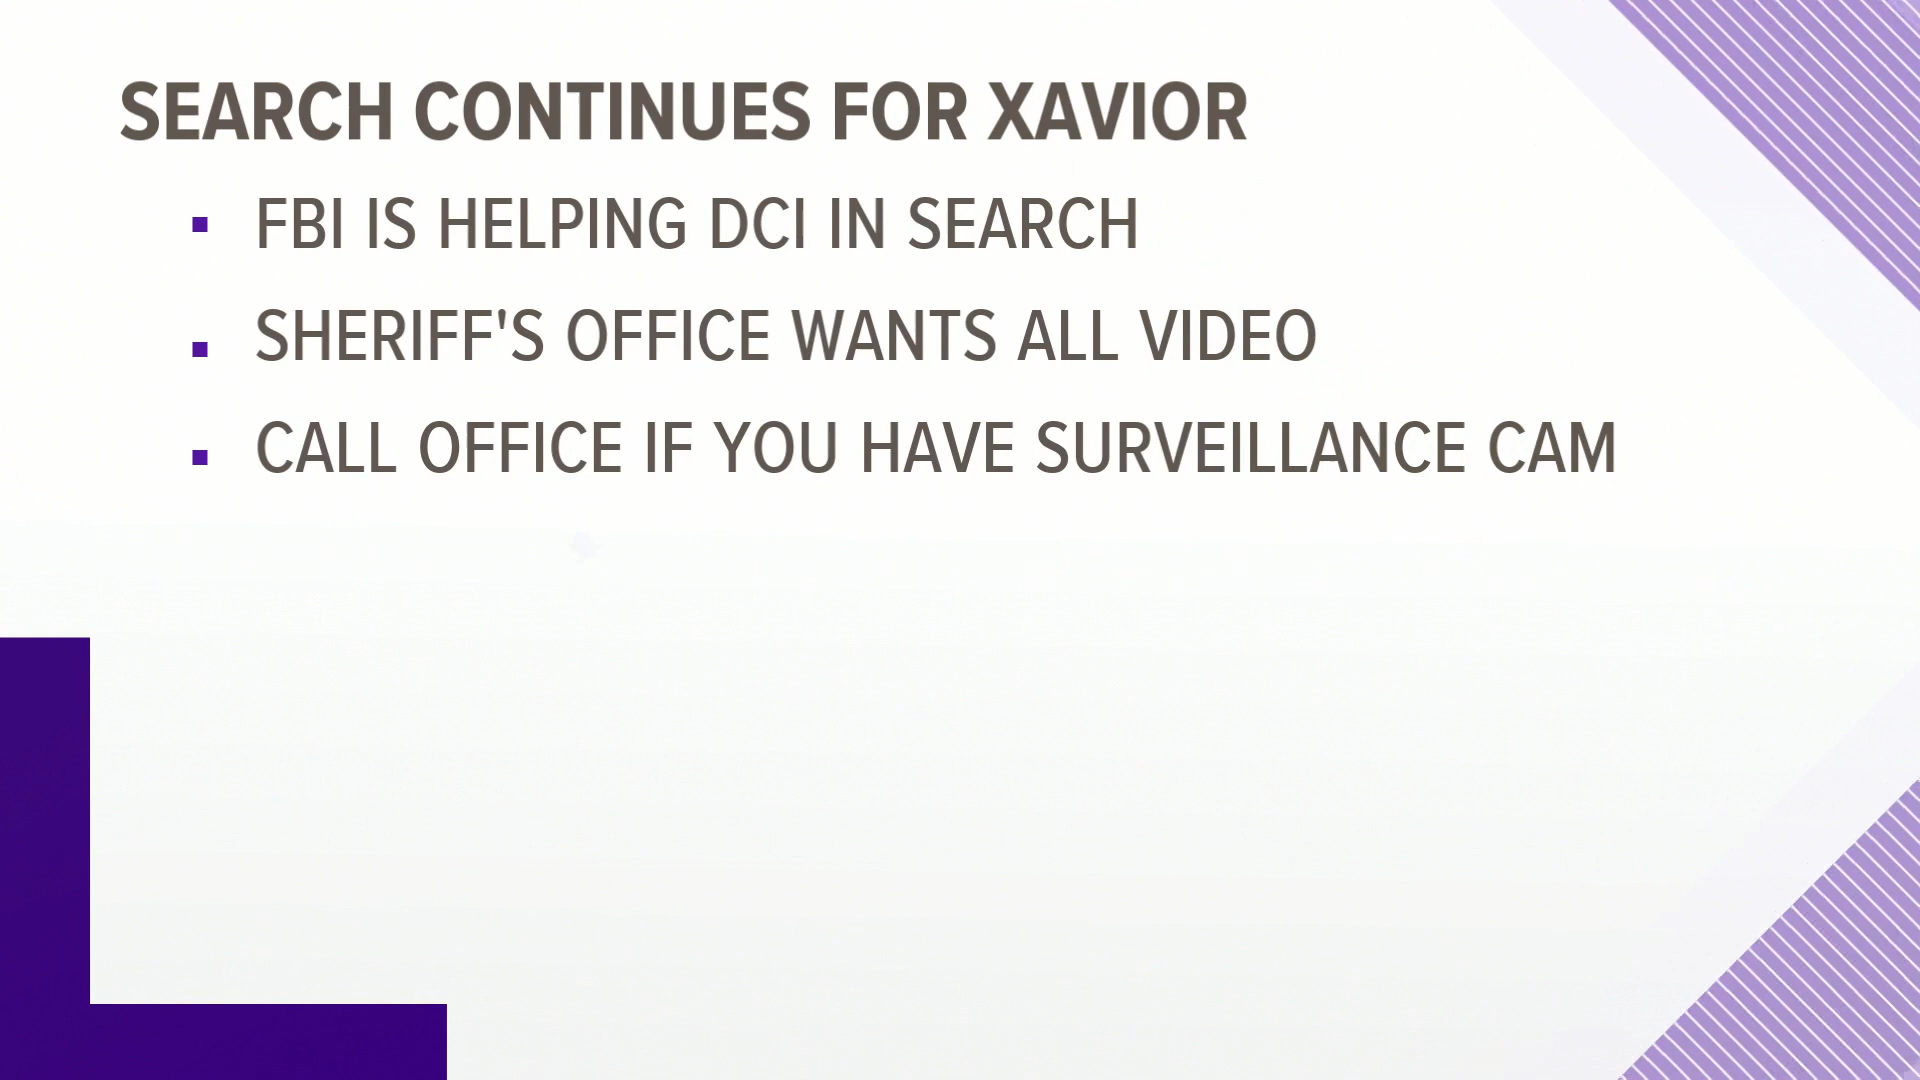 SEARCH CONTINUES FOR XAVIOR
FBI IS HELPING DCI IN SEARCH
SHERIFF'S OFFICE WANTS ALL VIDEO
CALL OFFICE IF YOU HAVE SURVEILLANCE CAM